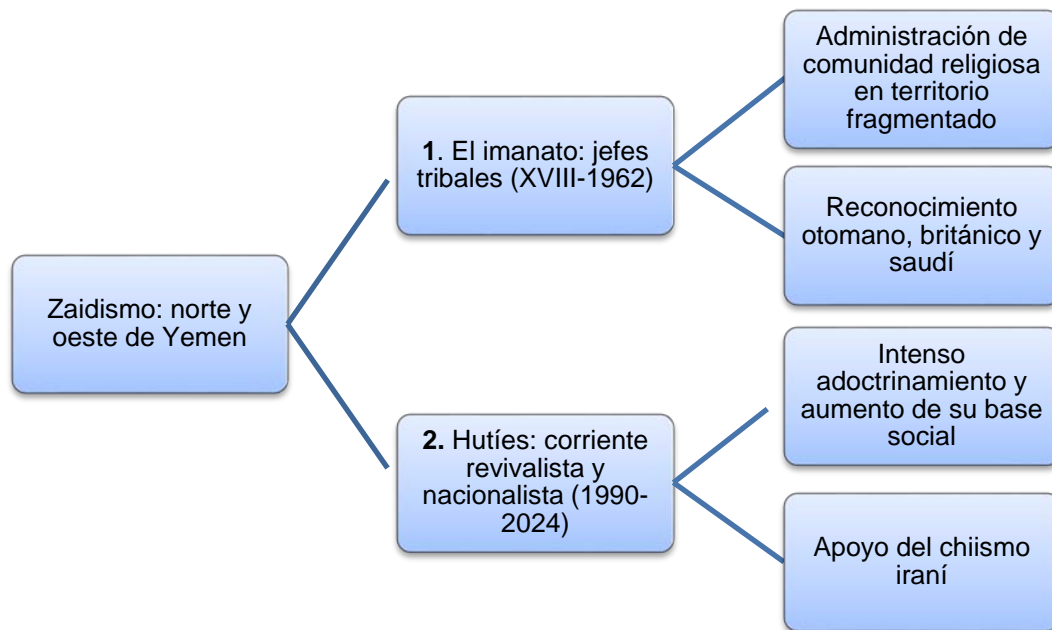 Zaidismo: norte y
oeste de Yemen
1. El imanato: jefes
tribales (XVIII-1962)
Administración de
comunidad religiosa
en territorio
fragmentado
Reconocimiento
otomano, británico y
saudí
2. Hutíes: corriente
revivalista y
nacionalista (1990-
2024)
Intenso
adoctrinamiento y
aumento de su base
social
Apoyo del chiismo
iraní